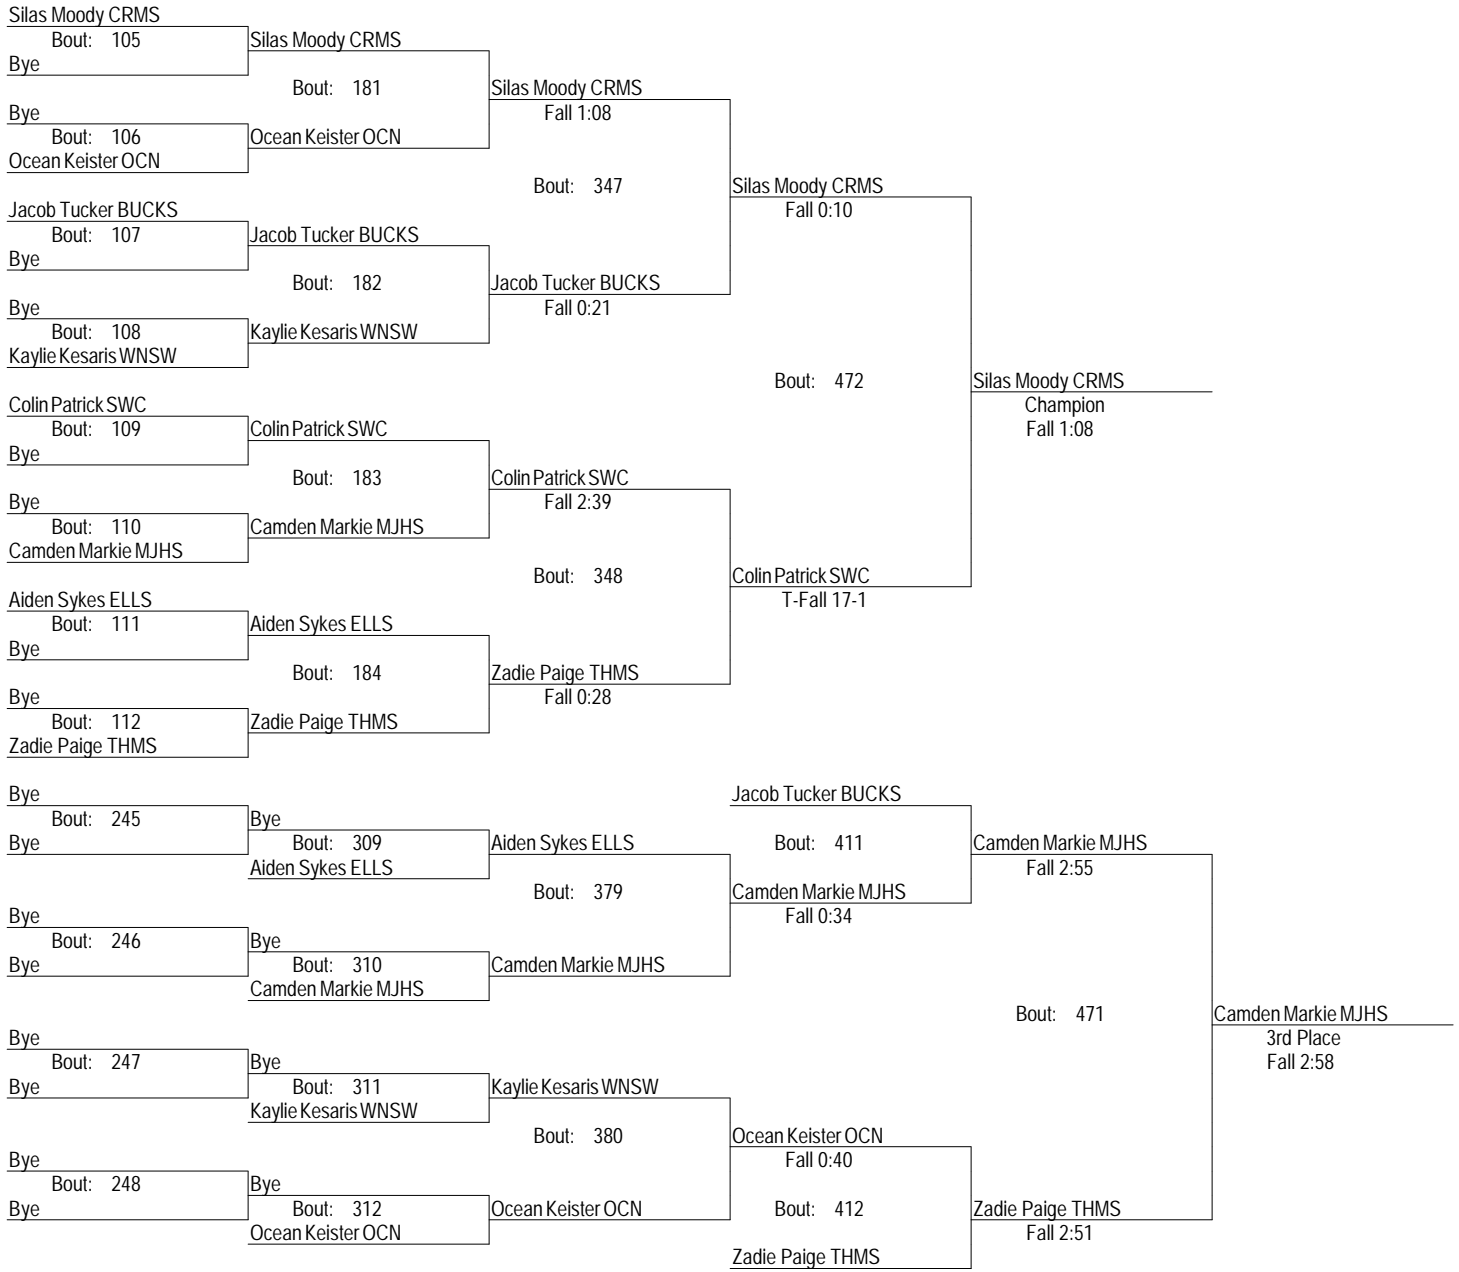 Silas Moody CRMS
Bout: 105
Silas Moody CRMS
Bye
Bout: 181
Silas Moody CRMS
Bye
Fall 1:08
Bout: 106
Ocean Keister OCN
Ocean Keister OCN
Bout: 347
Silas Moody CRMS
Jacob Tucker BUCKS
Fall 0:10
Bout: 107
Jacob Tucker BUCKS
Bye
Bout: 182
Jacob Tucker BUCKS
Bye
Fall 0:21
Bout: 108
Kaylie Kesaris WNSW
Kaylie Kesaris WNSW
Bout: 472
Silas Moody CRMS
Colin Patrick SWC
Champion
Bout: 109
Colin Patrick SWC
Fall 1:08
Bye
Bout: 183
Colin Patrick SWC
Bye
Fall 2:39
Bout: 110
Camden Markie MJHS
Camden Markie MJHS
Bout: 348
Colin Patrick SWC
Aiden Sykes ELLS
T-Fall 17-1
Bout: 111
Aiden Sykes ELLS
Bye
Bout: 184
Zadie Paige THMS
Bye
Fall 0:28
Bout: 112
Zadie Paige THMS
Zadie Paige THMS
Bye
Jacob Tucker BUCKS
Bout: 245
Bye
Bye
Bout: 309
Aiden Sykes ELLS
Bout: 411
Camden Markie MJHS
Aiden Sykes ELLS
Fall 2:55
Bout: 379
Camden Markie MJHS
Bye
Fall 0:34
Bout: 246
Bye
Bye
Bout: 310
Camden Markie MJHS
Camden Markie MJHS
Bout: 471
Camden Markie MJHS
Bye
3rd Place
Bout: 247
Bye
Fall 2:58
Bye
Bout: 311
Kaylie Kesaris WNSW
Kaylie Kesaris WNSW
Bout: 380
Ocean Keister OCN
Bye
Fall 0:40
Bout: 248
Bye
Bye
Bout: 312
Ocean Keister OCN
Bout: 412
Zadie Paige THMS
Ocean Keister OCN
Fall 2:51
Zadie Paige THMS